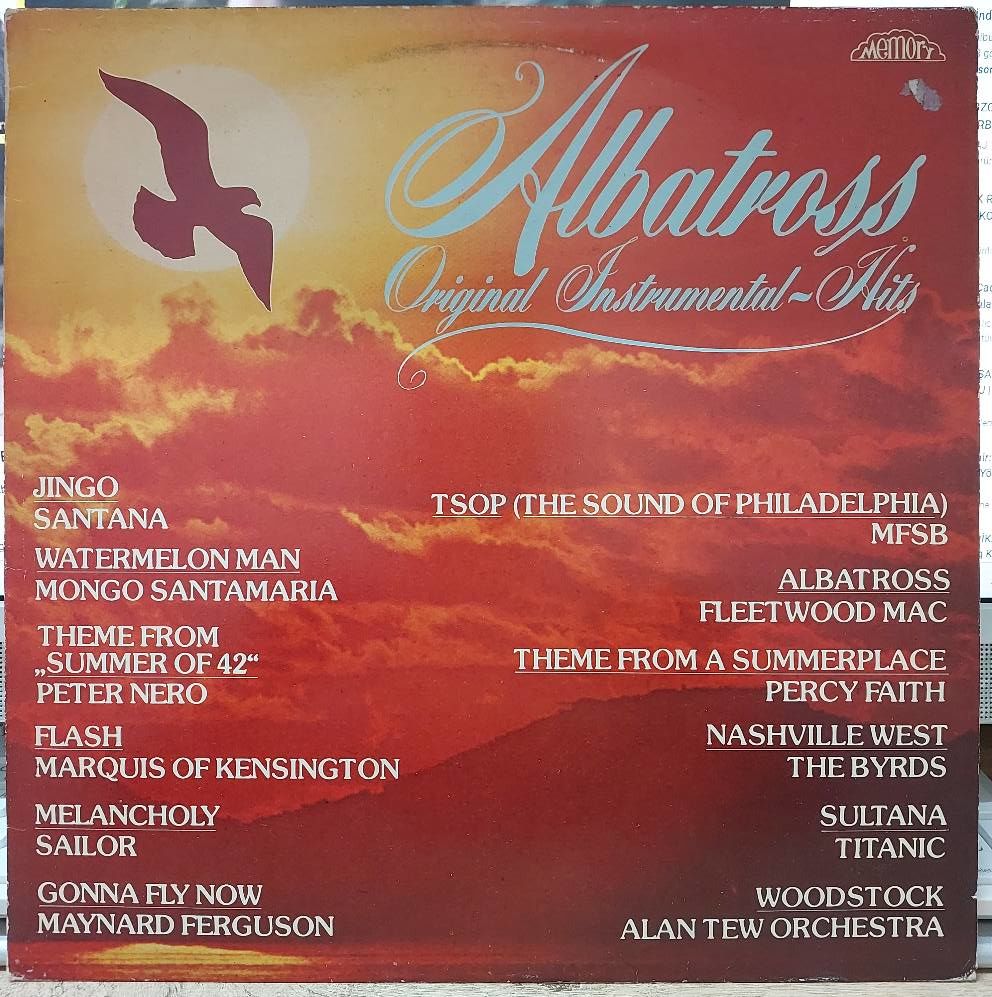 Memory
Albatross
Original Instrumental~Hits
JINGO
SANTANA
WATERMELON MAN
MONGO SANTAMARIA
THEME FROM
„SUMMER OF 42“
PETER NERO
FLASH
MARQUIS OF KENSINGTON
MELANCHOLY
SAILOR
GONNA FLY NOW
MAYNARD FERGUSON
TSOP (THE SOUND OF PHILADELPHIA)
MFSB
ALBATROSS
FLEETWOOD MAC
THEME FROM A SUMMERPLACE
PERCY FAITH
NASHVILLE WEST
THE BYRDS
SULTANA
TITANIC
WOODSTOCK
ALAN TEW ORCHESTRA